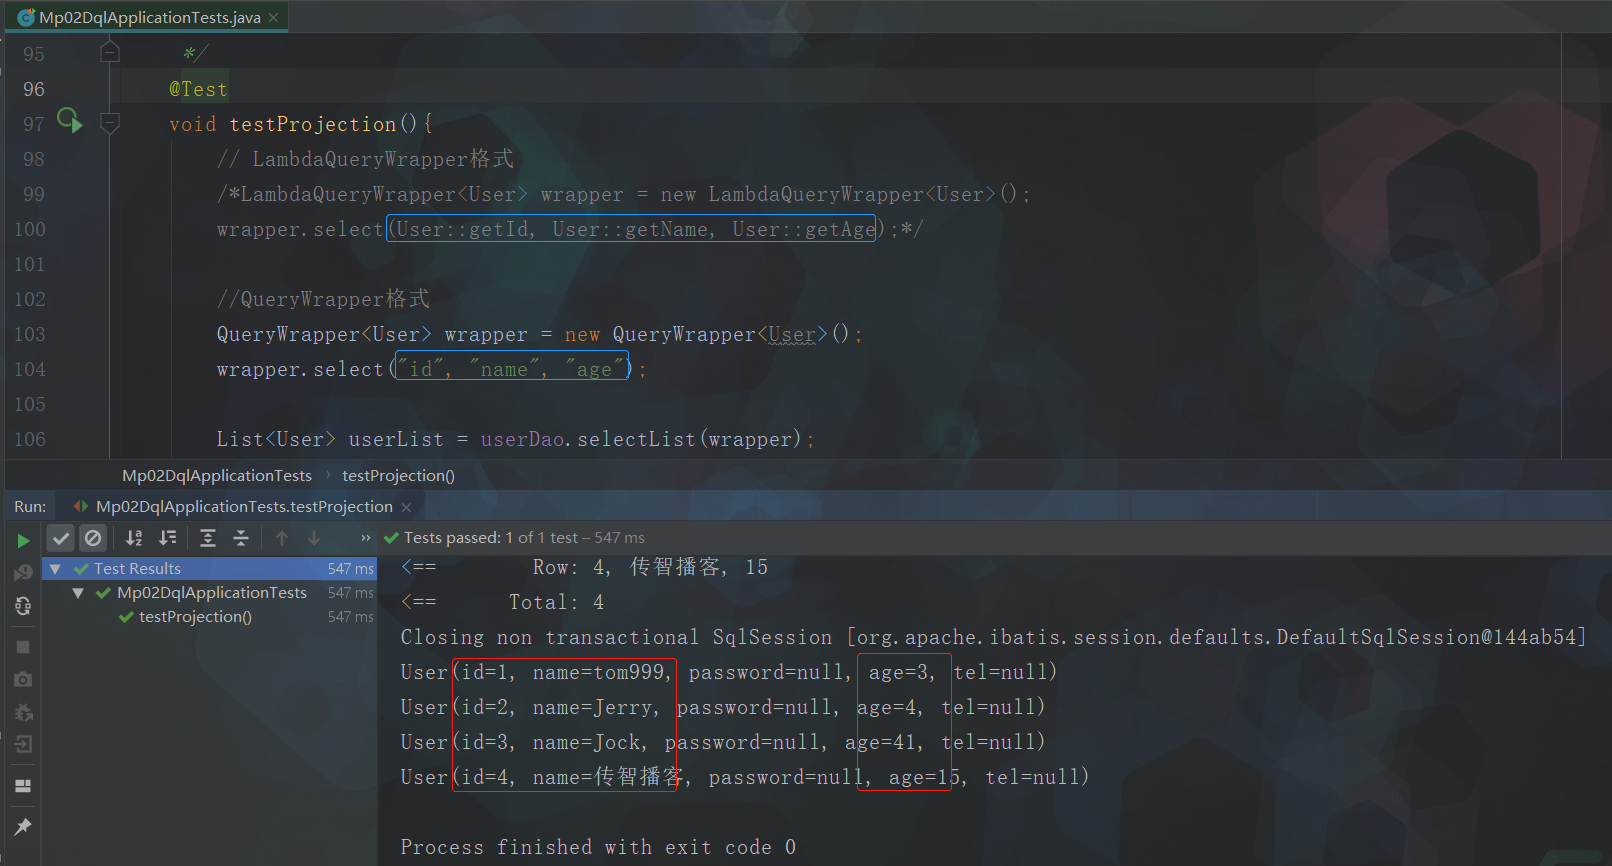 Mp02DqlApplicationTests.java
95 */
96 @Test
97 void testProjection(){
98 // LambdaQueryWrapper格式
99 /*LambdaQueryWrapper<User> wrapper = new LambdaQueryWrapper<User>();
100 wrapper.select(User::getId, User::getName, User::getAge);*/
101
102 //QueryWrapper格式
103 QueryWrapper<User> wrapper = new QueryWrapper<User>();
104 wrapper.select("id", "name", "age");
105
106 List<User> userList = userDao.selectList(wrapper);
Mp02DqlApplicationTests › testProjection()
Run: Mp02DqlApplicationTests.testProjection
Tests passed: 1 of 1 test – 547 ms
Test Results 547 ms
Mp02DqlApplicationTests 547 ms
testProjection() 547 ms
<== Row: 4, 传智播客, 15
<== Total: 4
Closing non transactional SqlSession [org.apache.ibatis.session.defaults.DefaultSqlSession@144ab54]
User(id=1, name=tom999, password=null, age=3, tel=null)
User(id=2, name=Jerry, password=null, age=4, tel=null)
User(id=3, name=Jock, password=null, age=41, tel=null)
User(id=4, name=传智播客, password=null, age=15, tel=null)
Process finished with exit code 0